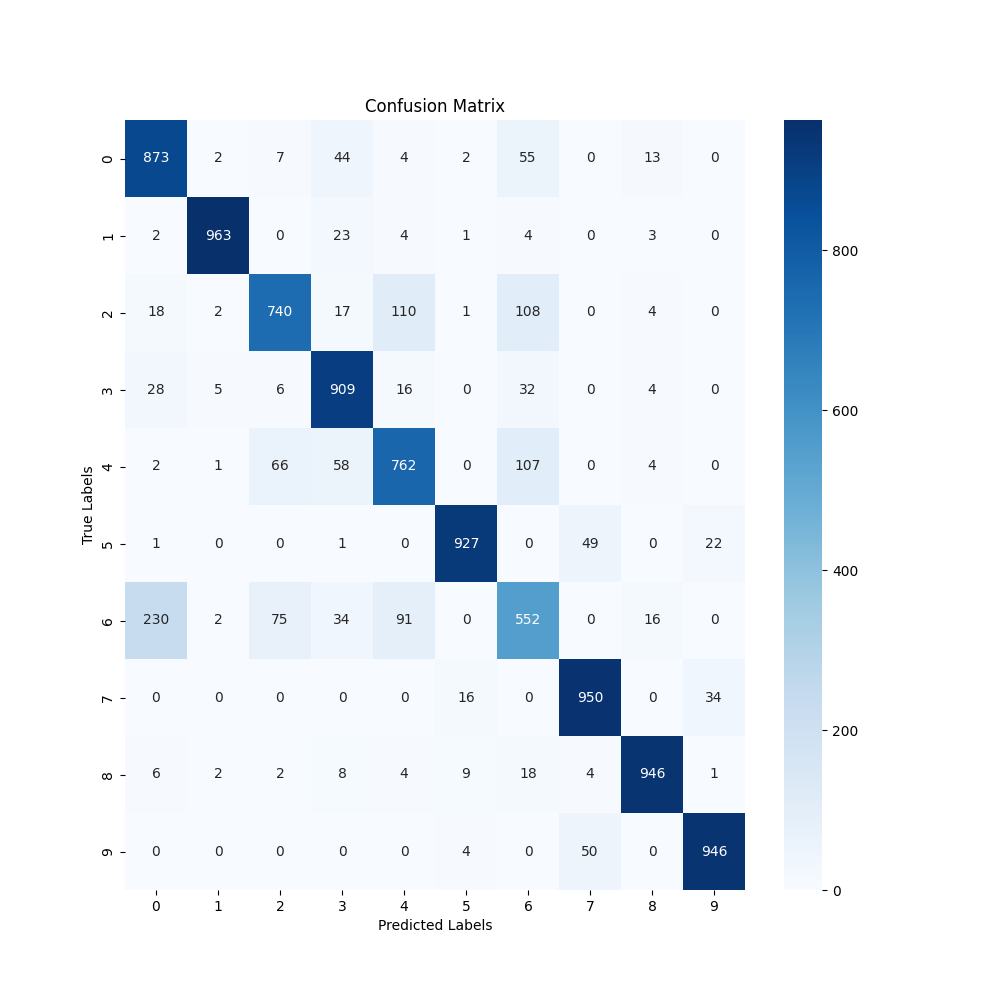 Confusion Matrix
0 873 2 7 44 4 2 55 0 13 0
1 2 963 0 23 4 1 4 0 3 0
2 18 2 740 17 110 1 108 0 4 0
3 28 5 6 909 16 0 32 0 4 0
4 2 1 66 58 762 0 107 0 4 0
5 1 0 0 1 0 927 0 49 0 22
6 230 2 75 34 91 0 552 0 16 0
7 0 0 0 0 0 16 0 950 0 34
8 6 2 2 8 4 9 18 4 946 1
9 0 0 0 0 0 4 0 50 0 946
0 1 2 3 4 5 6 7 8 9
Predicted Labels
True Labels
800
600
400
200
0